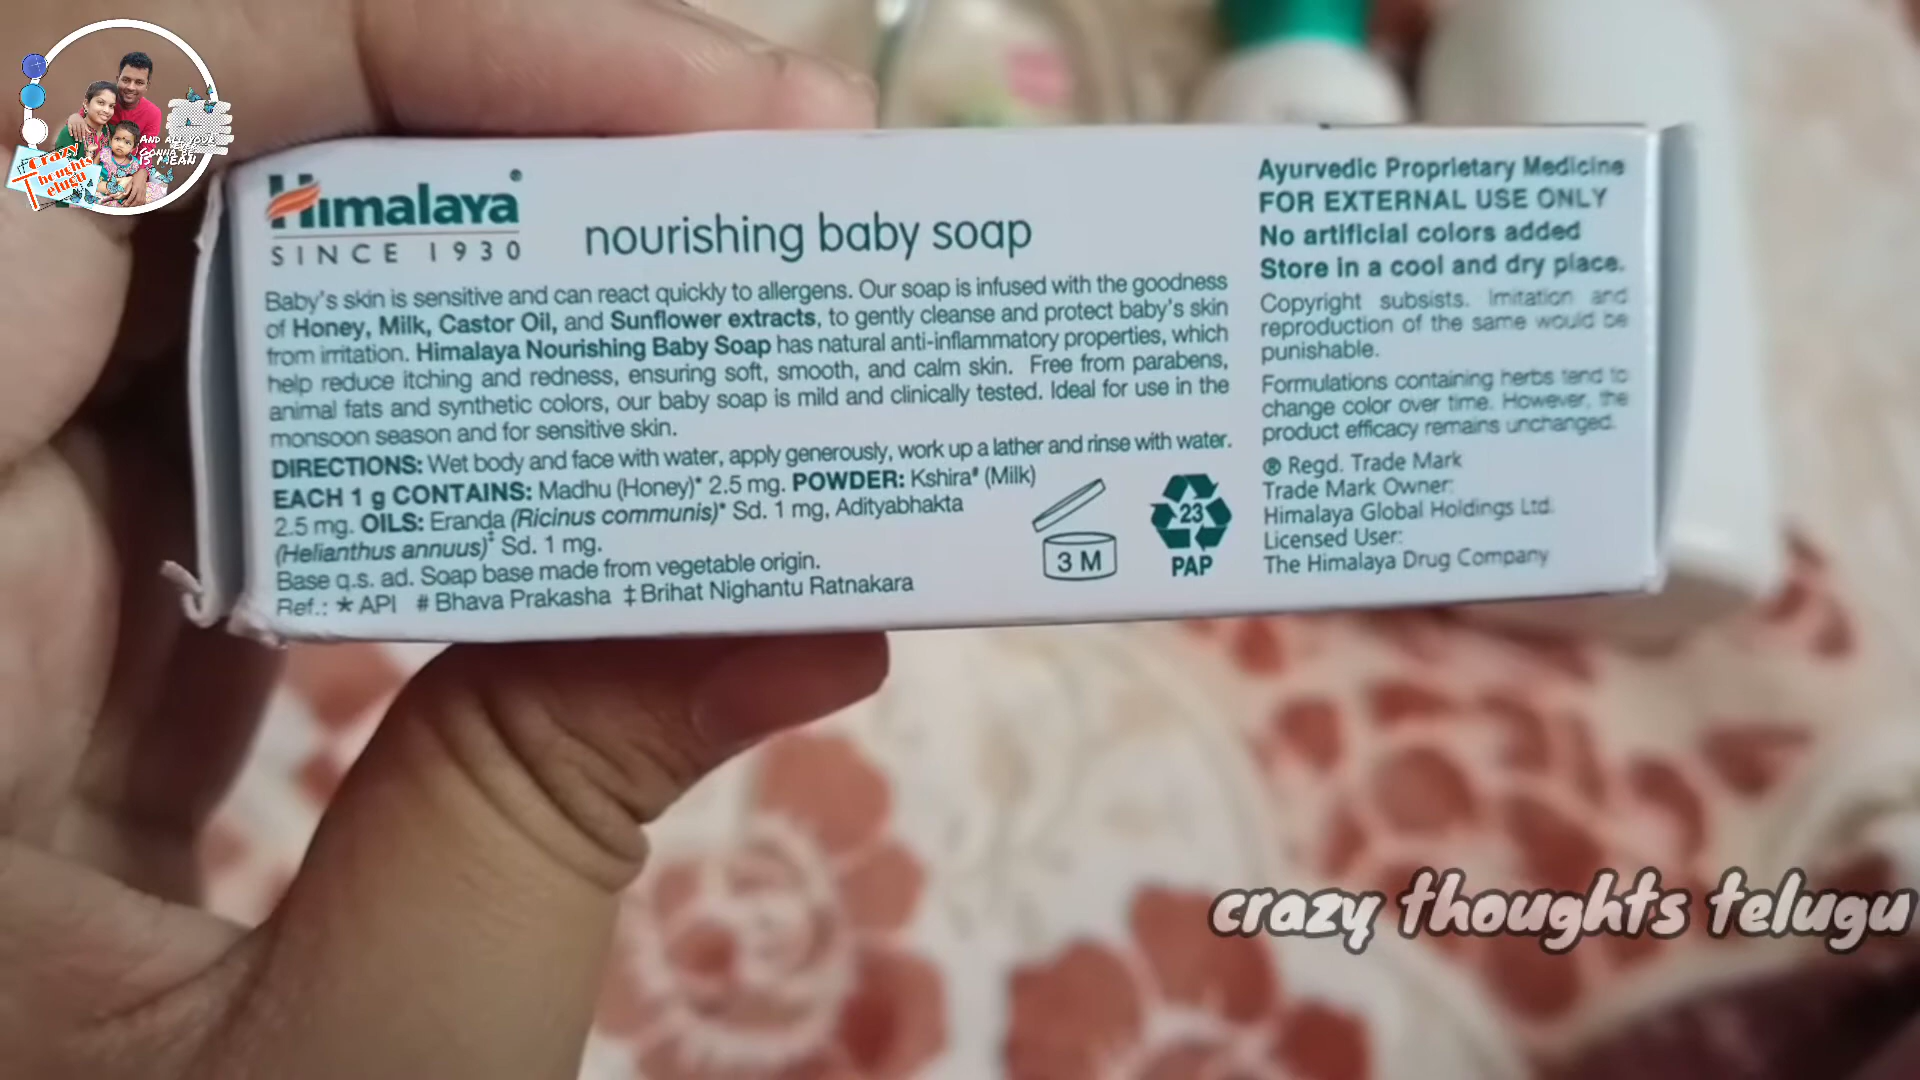 Crazy
Thoughts
Telugu
AND ALL YOUR
GONNA BE
IS MEAN
Himalaya®
SINCE 1930
nourishing baby soap
Baby's skin is sensitive and can react quickly to allergens. Our soap is infused with the goodness
of Honey, Milk, Castor Oil, and Sunflower extracts, to gently cleanse and protect baby's skin
from irritation. Himalaya Nourishing Baby Soap has natural anti-inflammatory properties, which
help reduce itching and redness, ensuring soft, smooth, and calm skin. Free from parabens,
animal fats and synthetic colors, our baby soap is mild and clinically tested. Ideal for use in the
monsoon season and for sensitive skin.
DIRECTIONS: Wet body and face with water, apply generously, work up a lather and rinse with water.
EACH 1 g CONTAINS: Madhu (Honey)* 2.5 mg. POWDER: Kshira# (Milk)
2.5 mg. OILS: Eranda (Ricinus communis)* Sd. 1 mg, Adityabhakta
(Helianthus annuus)‡ Sd. 1 mg.
Base q.s. ad. Soap base made from vegetable origin.
Ref.: * API # Bhava Prakasha ‡ Brihat Nighantu Ratnakara
3 M
23
PAP
Ayurvedic Proprietary Medicine
FOR EXTERNAL USE ONLY
No artificial colors added
Store in a cool and dry place.
Copyright subsists. Imitation and
reproduction of the same would be
punishable.
Formulations containing herbs tend to
change color over time. However, the
product efficacy remains unchanged.
® Regd. Trade Mark
Trade Mark Owner:
Himalaya Global Holdings Ltd.
Licensed User:
The Himalaya Drug Company
crazy thoughts telugu